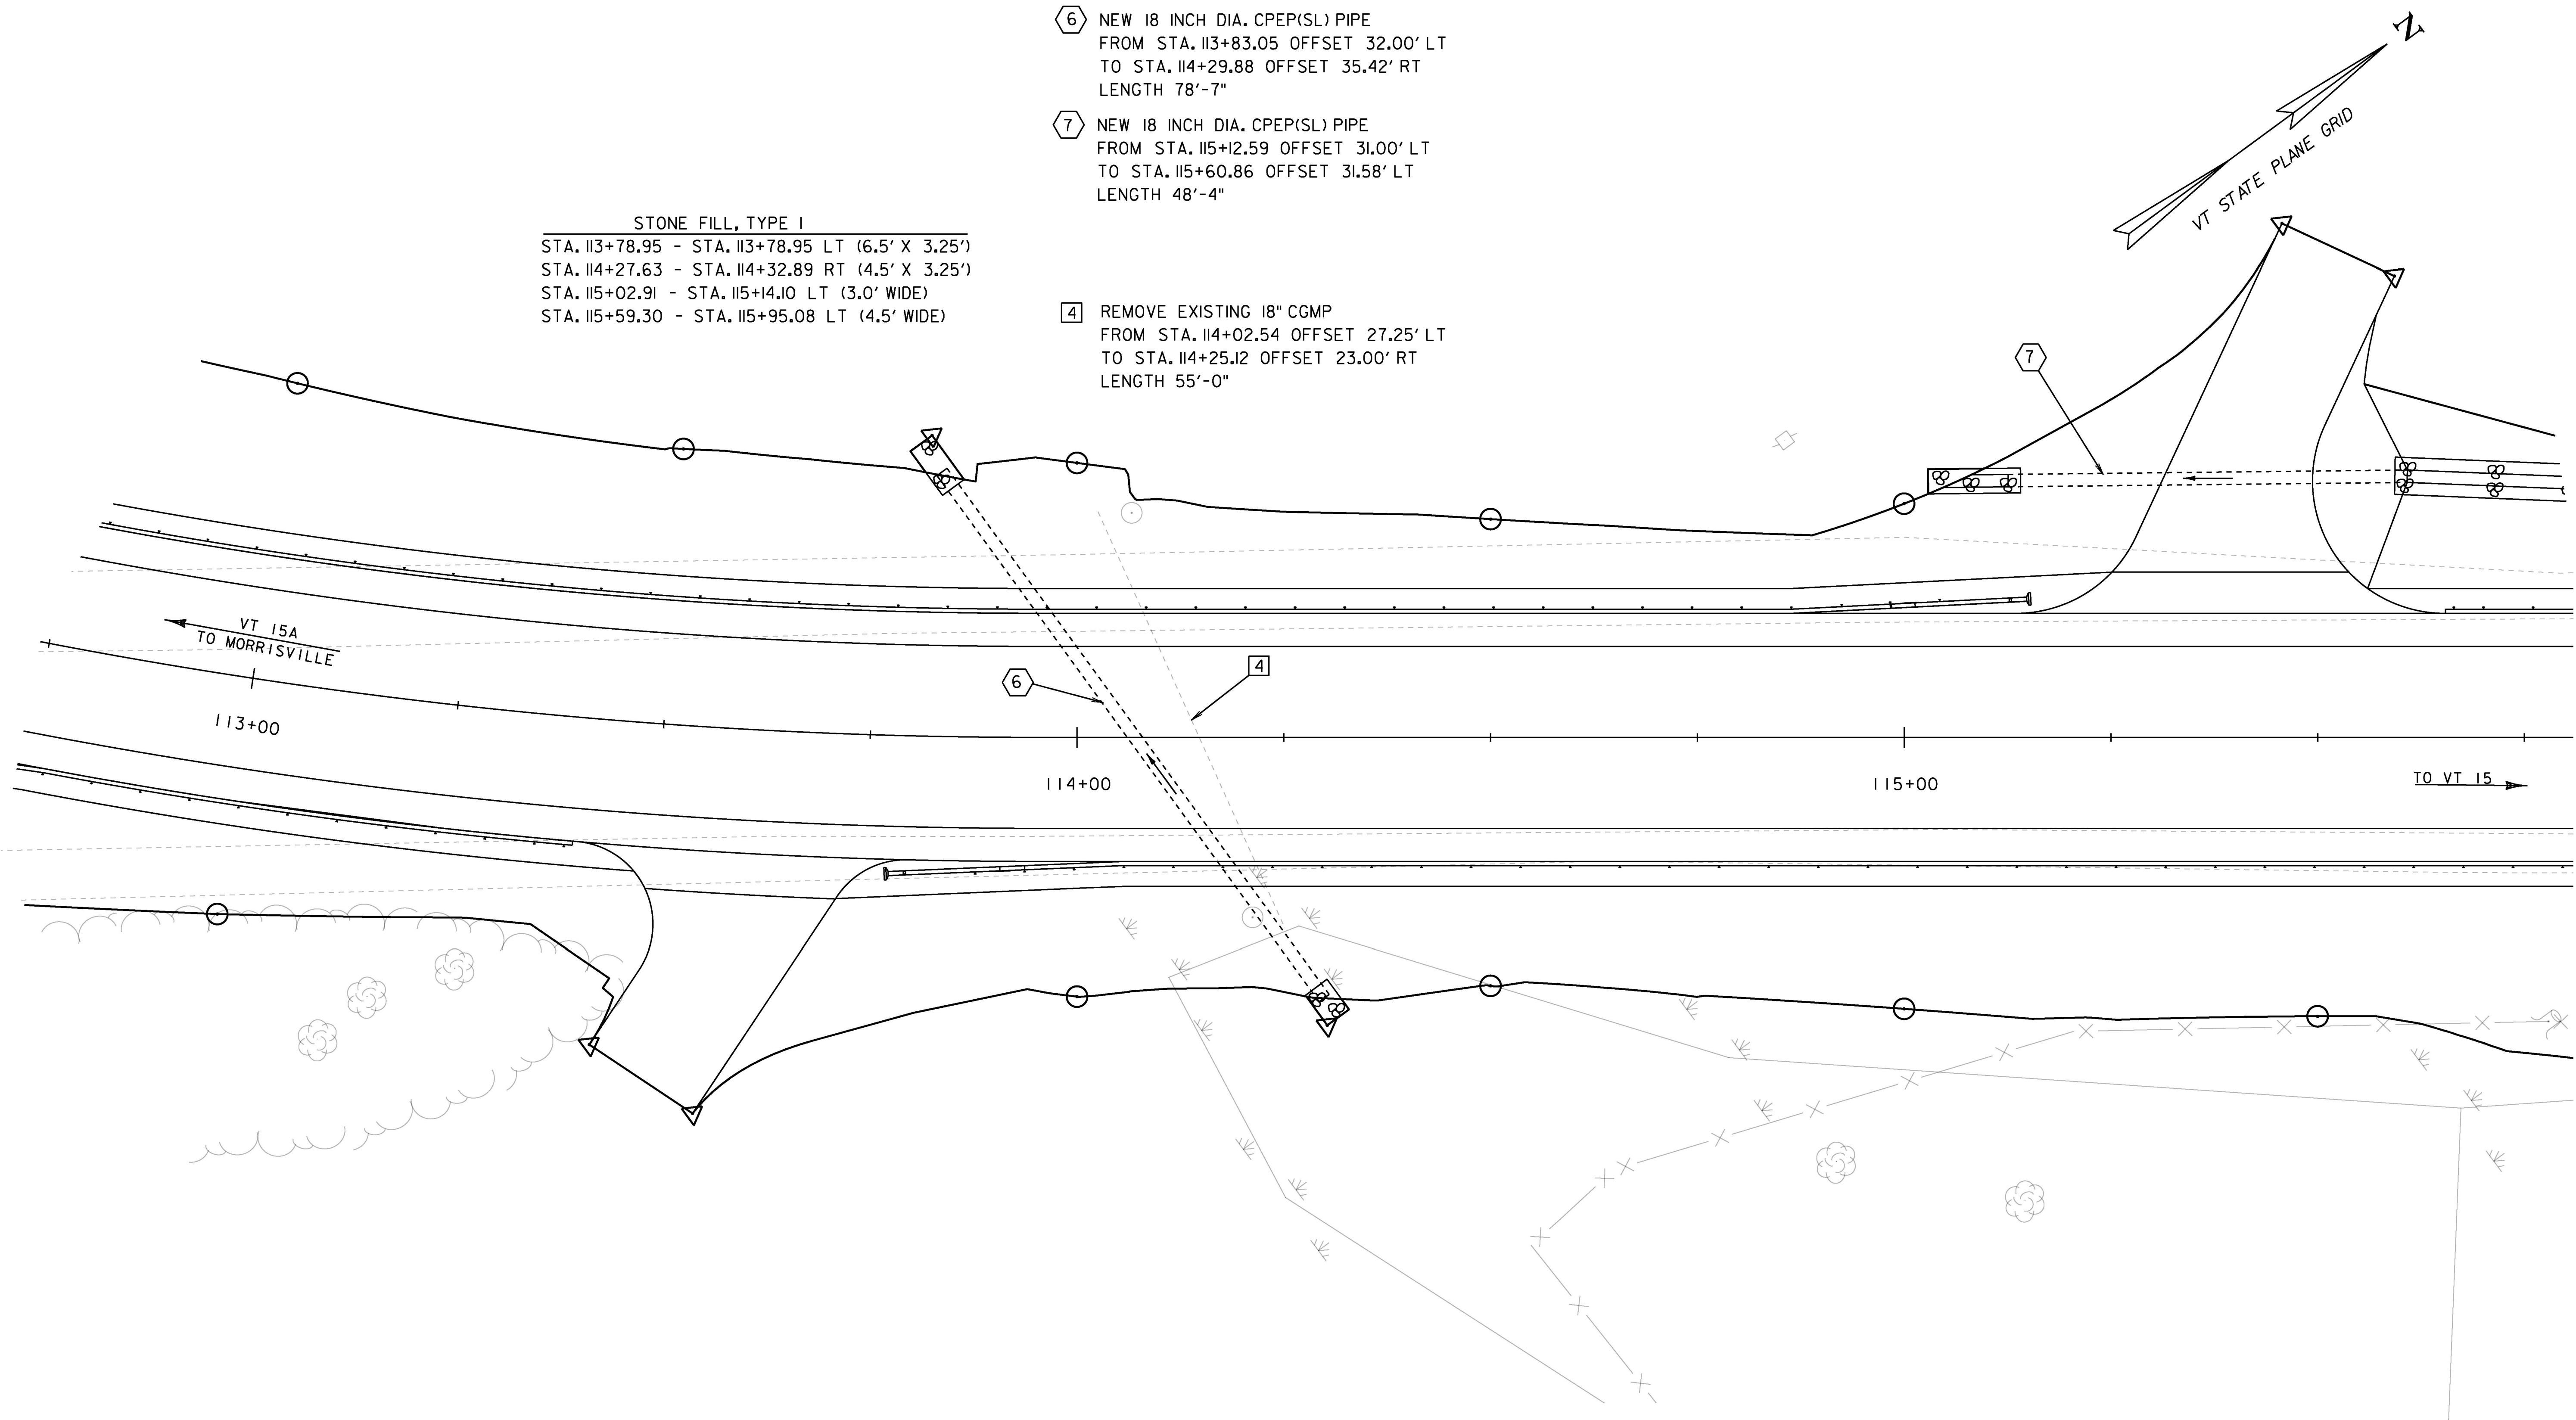 6 NEW 18 INCH DIA. CPEP(SL) PIPE
FROM STA. 113+83.05 OFFSET 32.00' LT
TO STA. 114+29.88 OFFSET 35.42' RT
LENGTH 78'-7"
7 NEW 18 INCH DIA. CPEP(SL) PIPE
FROM STA. 115+12.59 OFFSET 31.00' LT
TO STA. 115+60.86 OFFSET 31.58' LT
LENGTH 48'-4"
N
VT STATE PLANE GRID
STONE FILL, TYPE I
STA. 113+78.95 - STA. 113+78.95 LT (6.5' X 3.25')
STA. 114+27.63 - STA. 114+32.89 RT (4.5' X 3.25')
STA. 115+02.91 - STA. 115+14.10 LT (3.0' WIDE)
STA. 115+59.30 - STA. 115+95.08 LT (4.5' WIDE)
4 REMOVE EXISTING 18" CGMP
FROM STA. 114+02.54 OFFSET 27.25' LT
TO STA. 114+25.12 OFFSET 23.00' RT
LENGTH 55'-0"
7
VT 15A
TO MORRISVILLE
4
6
113+00
114+00
115+00
TO VT 15